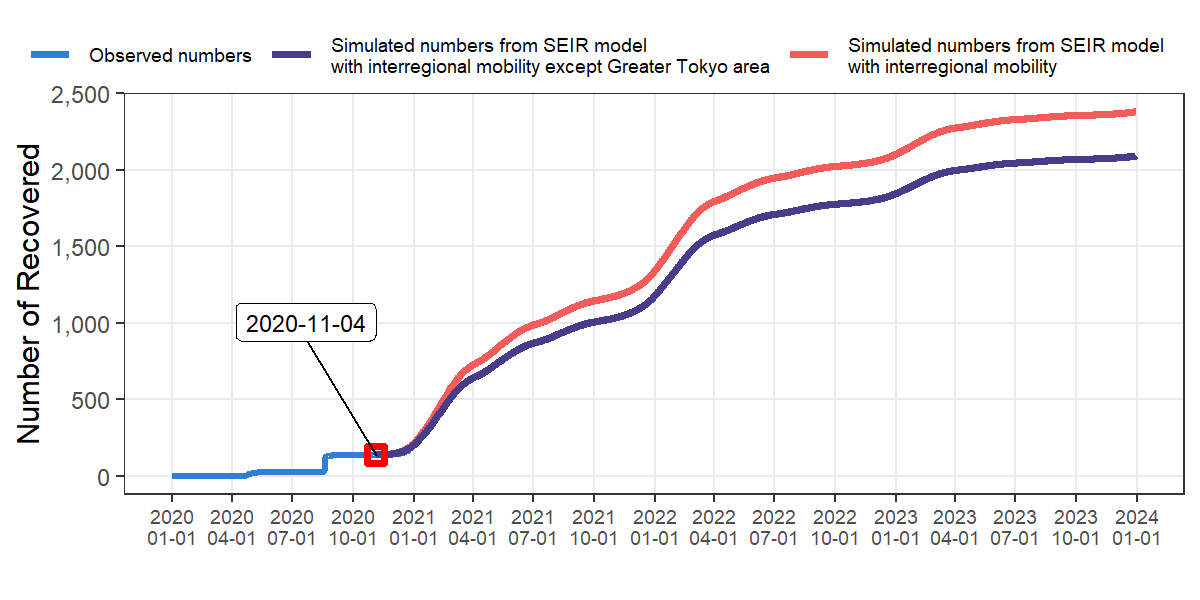 Observed numbers
Simulated numbers from SEIR model
with interregional mobility except Greater Tokyo area
Simulated numbers from SEIR model
with interregional mobility
Number of Recovered
2,500
2,000
1,500
1,000
500
0
2020-11-04
2020 2020 2020 2020 2021 2021 2021 2021 2022 2022 2022 2022 2023 2023 2023 2023 2024
01-01 04-01 07-01 10-01 01-01 04-01 07-01 10-01 01-01 04-01 07-01 10-01 01-01 04-01 07-01 10-01 01-01